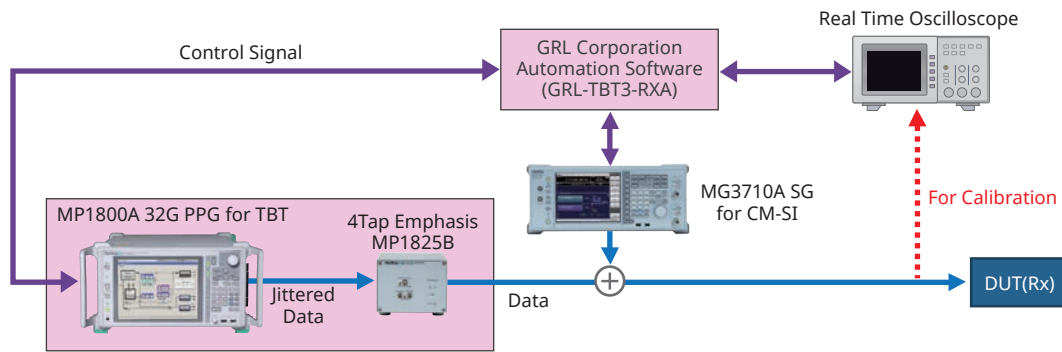 Real Time Oscilloscope
Control Signal
GRL Corporation
Automation Software
(GRL-TBT3-RXA)
MG3710A SG
for CM-SI
For Calibration
MP1800A 32G PPG for TBT
4Tap Emphasis
MP1825B
Jittered
Data
Data
DUT(Rx)